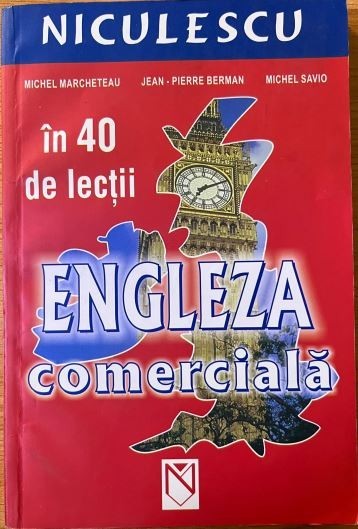 NICULESCU
MICHEL MARCHETEAU JEAN - PIERRE BERMAN MICHEL SAVIO
în 40
de lecții
ENGLEZA
comercială